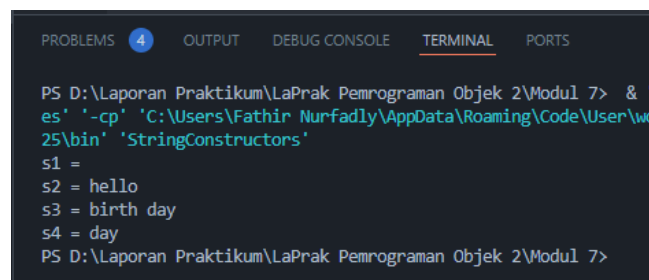 PROBLEMS 4 OUTPUT DEBUG CONSOLE TERMINAL PORTS
PS D:\Laporan Praktikum\LaPrak Pemrograman Objek 2\Modul 7> &
es' '-cp' 'C:\Users\Fathir Nurfadly\AppData\Roaming\Code\User\wo
25\bin' 'StringConstructors'
s1 =
s2 = hello
s3 = birth day
s4 = day
PS D:\Laporan Praktikum\LaPrak Pemrograman Objek 2\Modul 7>